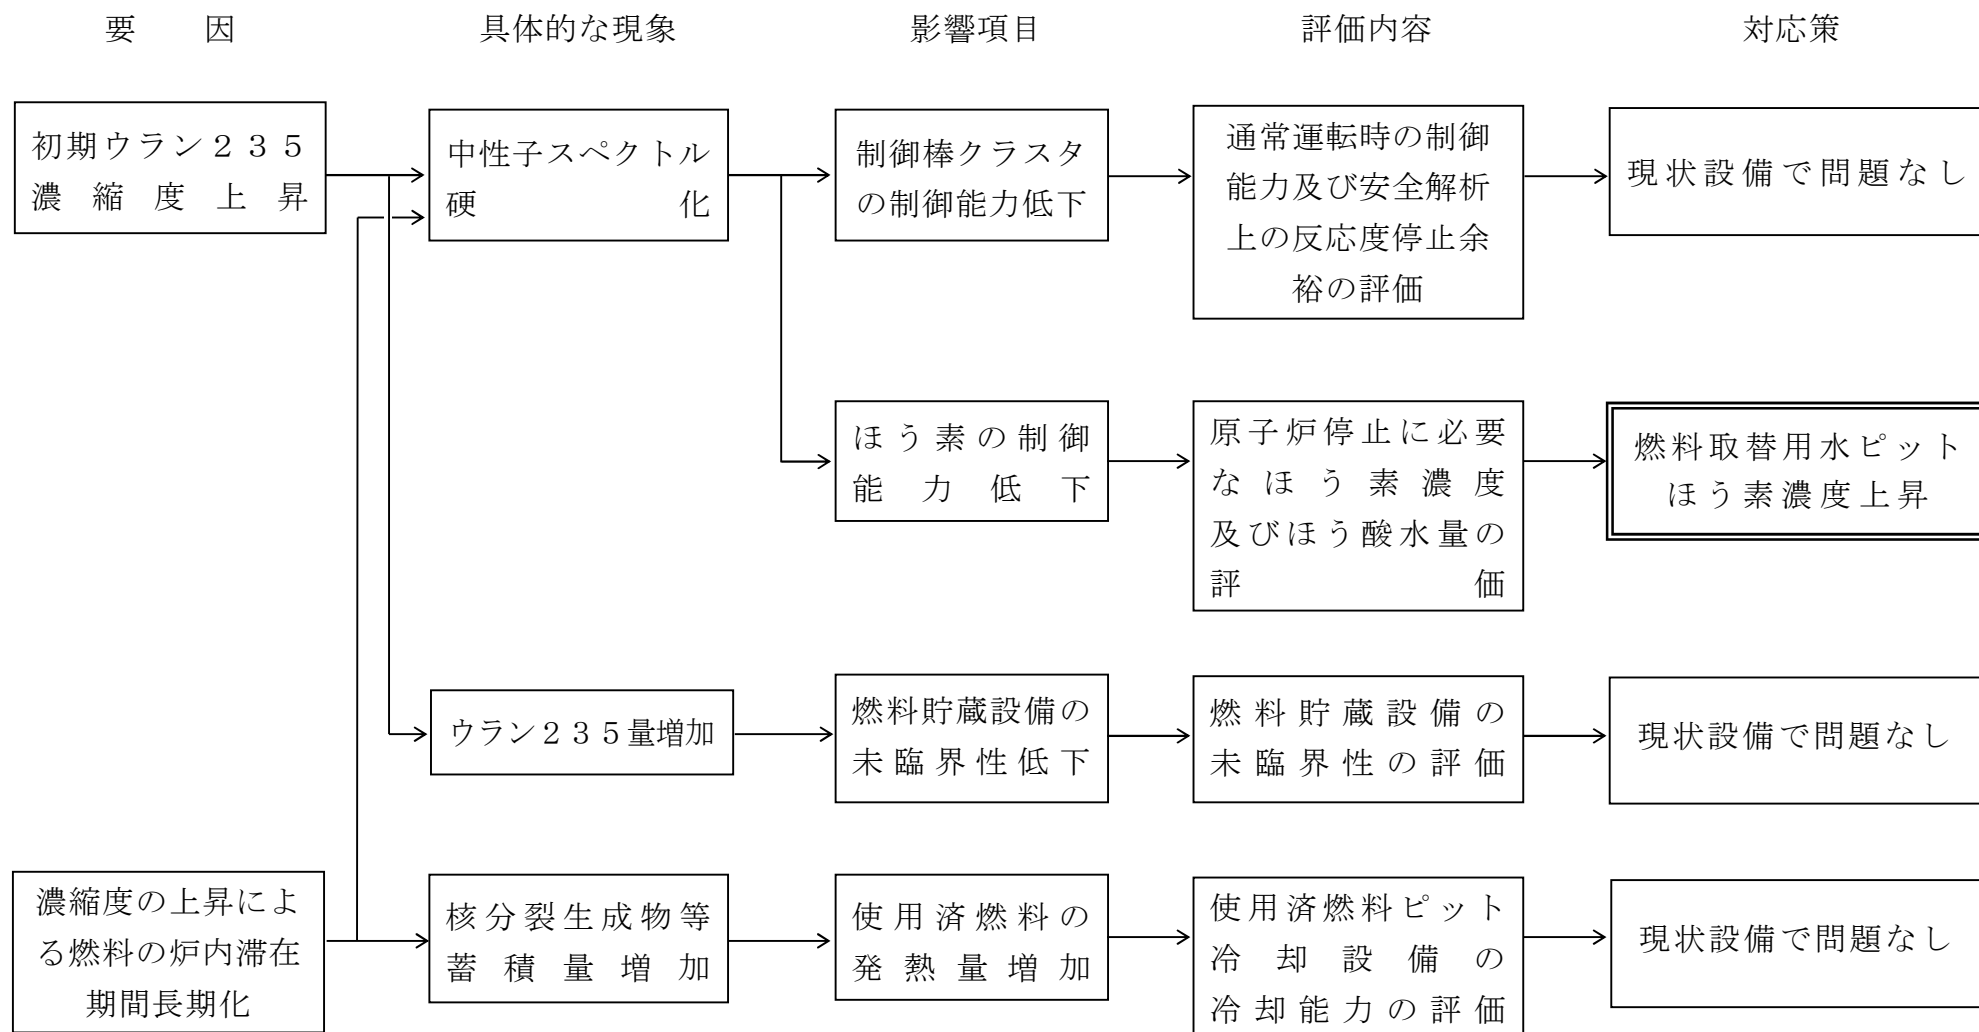 要　因
具体的な現象
影響項目
評価内容
対応策
初期ウラン２３５
濃縮度上昇
中性子スペクトル
硬化
制御棒クラスタ
の制御能力低下
通常運転時の制御
能力及び安全解析
上の反応度停止余
裕の評価
現状設備で問題なし
ほう素の制御
能力低下
原子炉停止に必要
なほう素濃度
及びほう酸水量の
評価
燃料取替用水ピット
ほう素濃度上昇
ウラン２３５量増加
燃料貯蔵設備の
未臨界性低下
燃料貯蔵設備の
未臨界性の評価
現状設備で問題なし
濃縮度の上昇によ
る燃料の炉内滞在
期間長期化
核分裂生成物等
蓄積量増加
使用済燃料の
発熱量増加
使用済燃料ピット
冷却設備の
冷却能力の評価
現状設備で問題なし